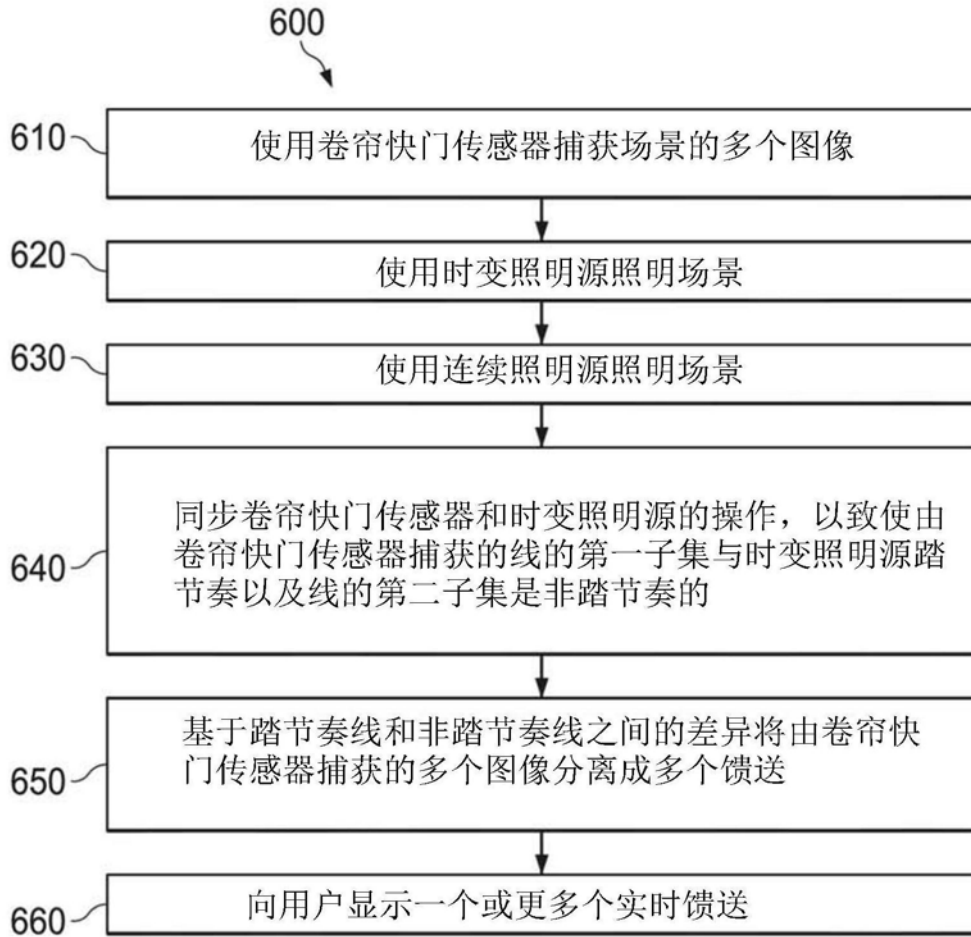 600
610
使用卷帘快门传感器捕获场景的多个图像
620
使用时变照明源照明场景
630
使用连续照明源照明场景
640
同步卷帘快门传感器和时变照明源的操作，以致使由
卷帘快门传感器捕获的线的第一子集与时变照明源踏
节奏以及线的第二子集是非踏节奏的
650
基于踏节奏线和非踏节奏线之间的差异将由卷帘快
门传感器捕获的多个图像分离成多个馈送
660
向用户显示一个或更多个实时馈送